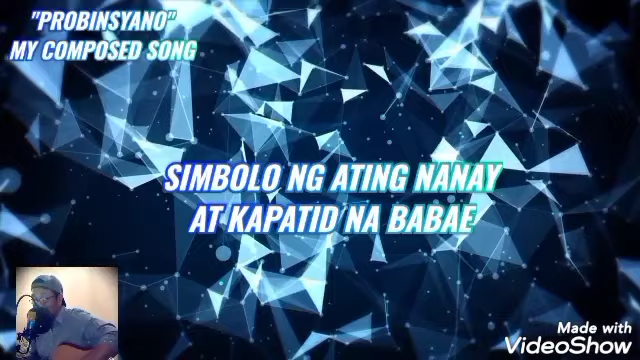 "PROBINSYANO"
MY COMPOSED SONG
SIMBOLO NG ATING NANAY
AT KAPATID NA BABAE
Made with
VideoShow